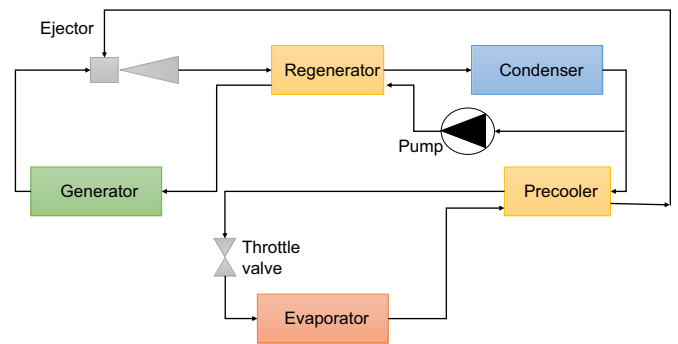 Ejector
Regenerator
Condenser
Pump
Generator
Precooler
Throttle
valve
Evaporator